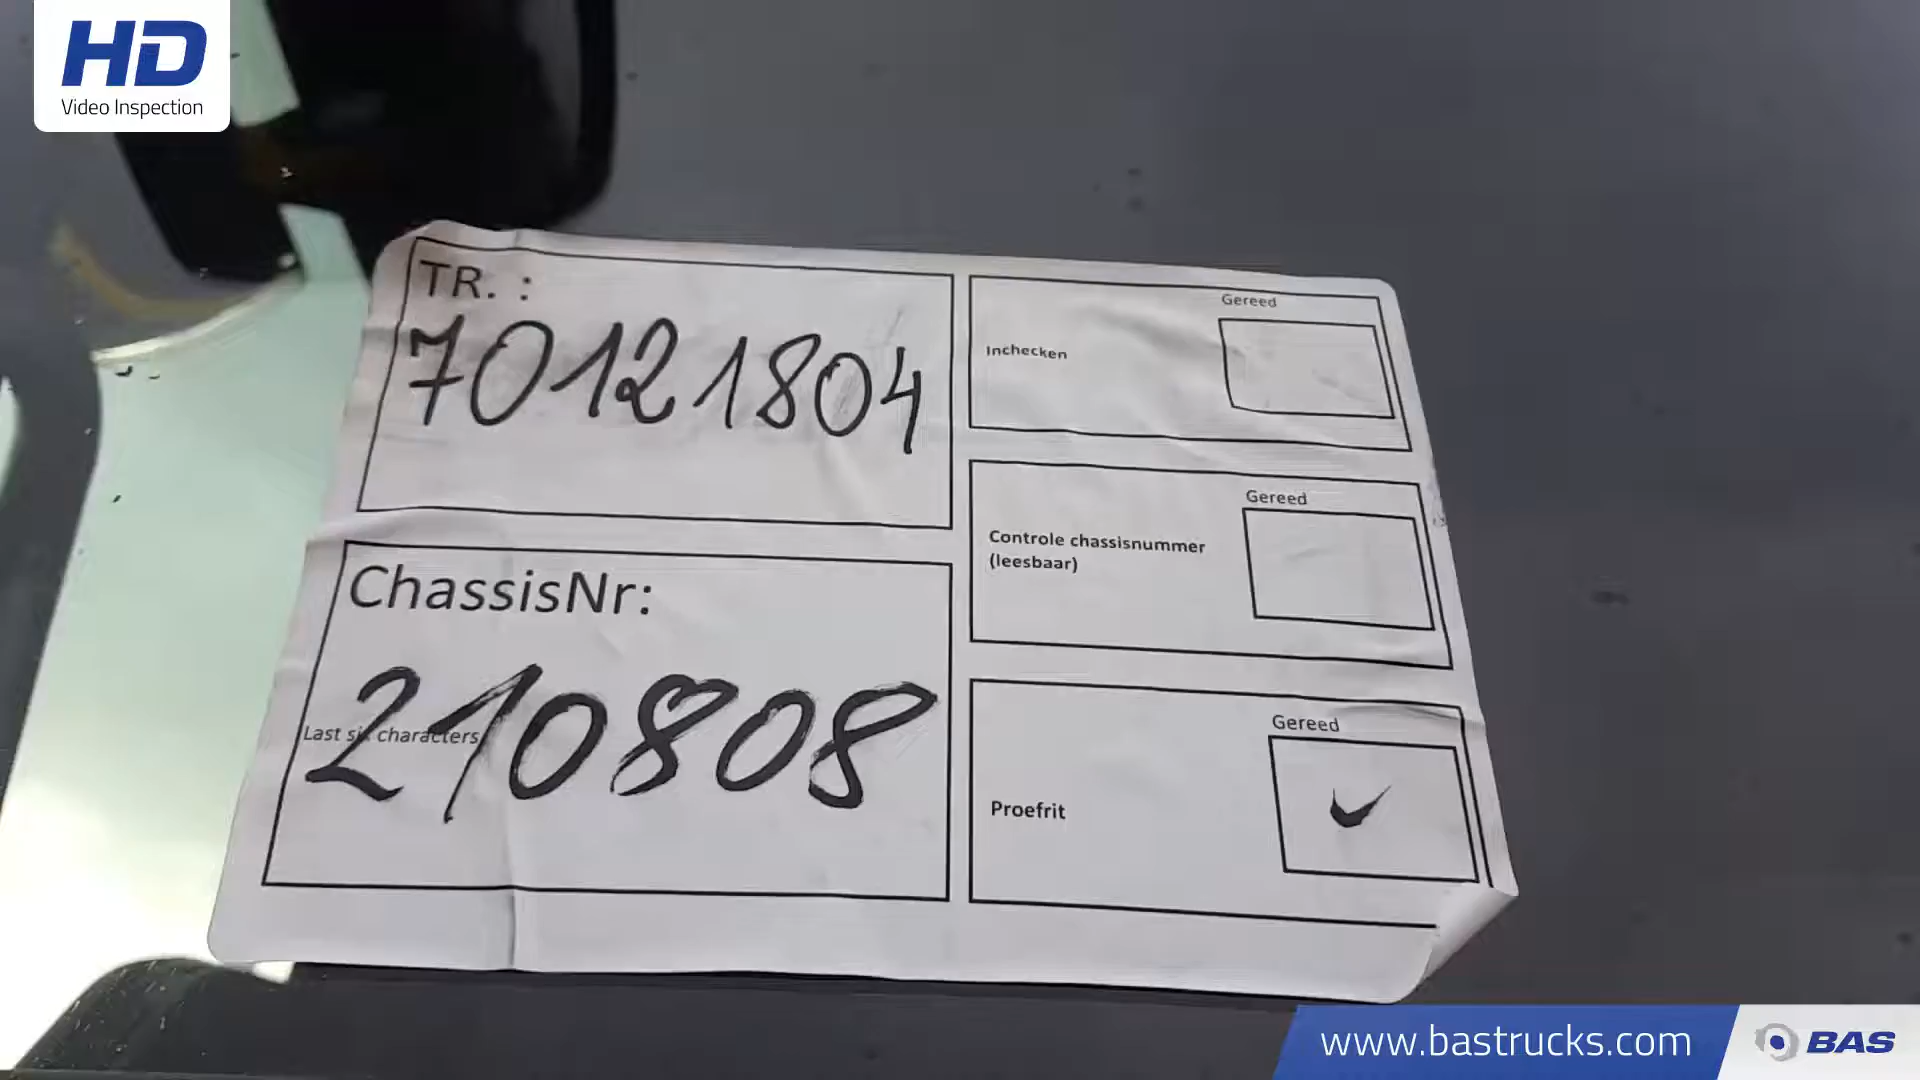 HD
Video Inspection
TR. :
70121804
ChassisNr:
Last six characters
210808
Gereed
Inchecken
Gereed
Controle chassisnummer
(leesbaar)
Gereed
Proefrit
www.bastrucks.com
BAS